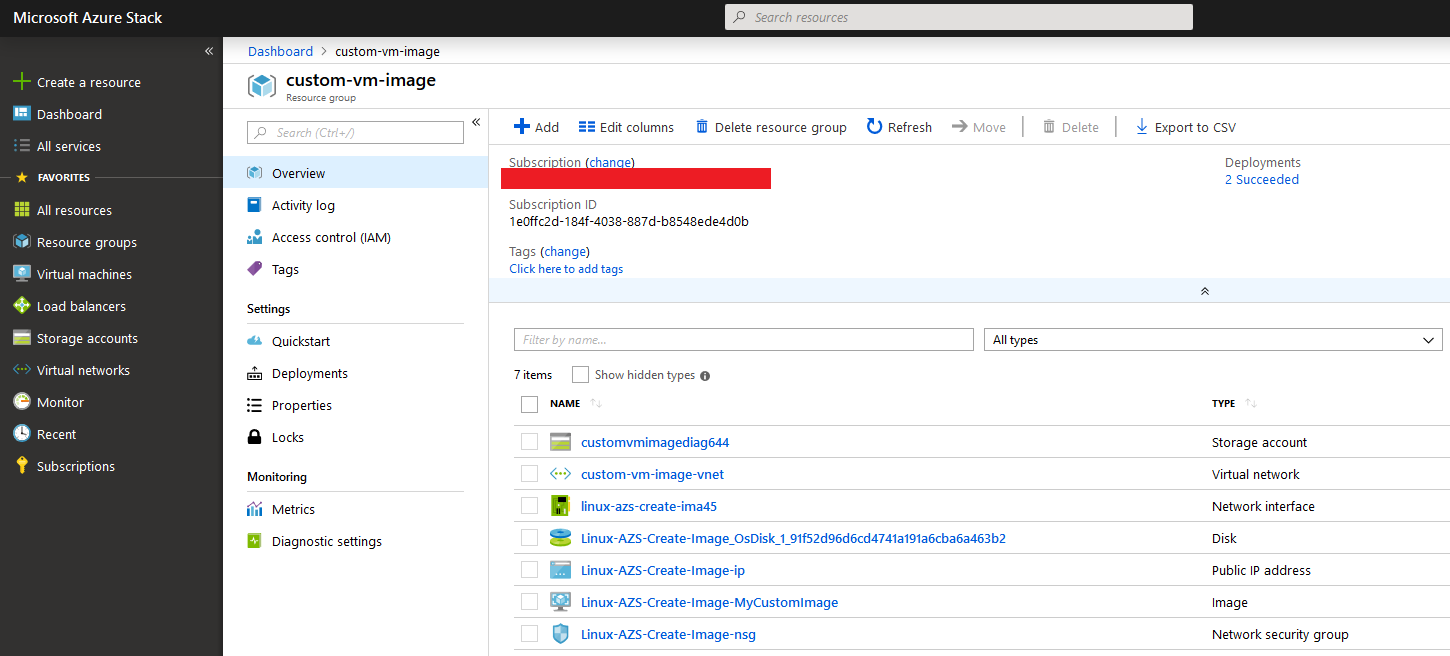 Microsoft Azure Stack
Search resources
«
Create a resource
Dashboard
All services
FAVORITES
All resources
Resource groups
Virtual machines
Load balancers
Storage accounts
Virtual networks
Monitor
Recent
Subscriptions
Dashboard > custom-vm-image
custom-vm-image
Resource group
Search (Ctrl+/)
«
Overview
Activity log
Access control (IAM)
Tags
Settings
Quickstart
Deployments
Properties
Locks
Monitoring
Metrics
Diagnostic settings
Add Edit columns Delete resource group Refresh Move Delete Export to CSV
Subscription (change)
Subscription ID
1e0ffc2d-184f-4038-887d-b8548ede4d0b
Tags (change)
Click here to add tags
Deployments
2 Succeeded
Filter by name...
All types
7 items Show hidden types
NAME TYPE
customvmimagediag644 Storage account
custom-vm-image-vnet Virtual network
linux-azs-create-ima45 Network interface
Linux-AZS-Create-Image_OsDisk_1_91f52d96d6cd4741a191a6cba6a463b2 Disk
Linux-AZS-Create-Image-ip Public IP address
Linux-AZS-Create-Image-MyCustomImage Image
Linux-AZS-Create-Image-nsg Network security group